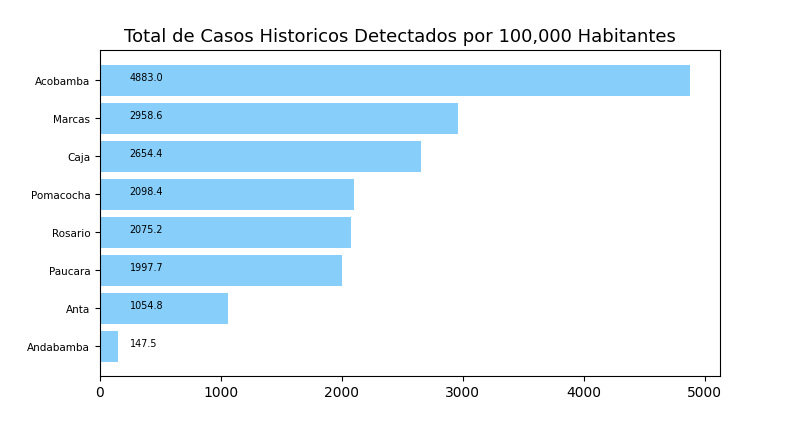 Total de Casos Historicos Detectados por 100,000 Habitantes
Acobamba 4883.0
Marcas 2958.6
Caja 2654.4
Pomacocha 2098.4
Rosario 2075.2
Paucara 1997.7
Anta 1054.8
Andabamba 147.5
0 1000 2000 3000 4000 5000